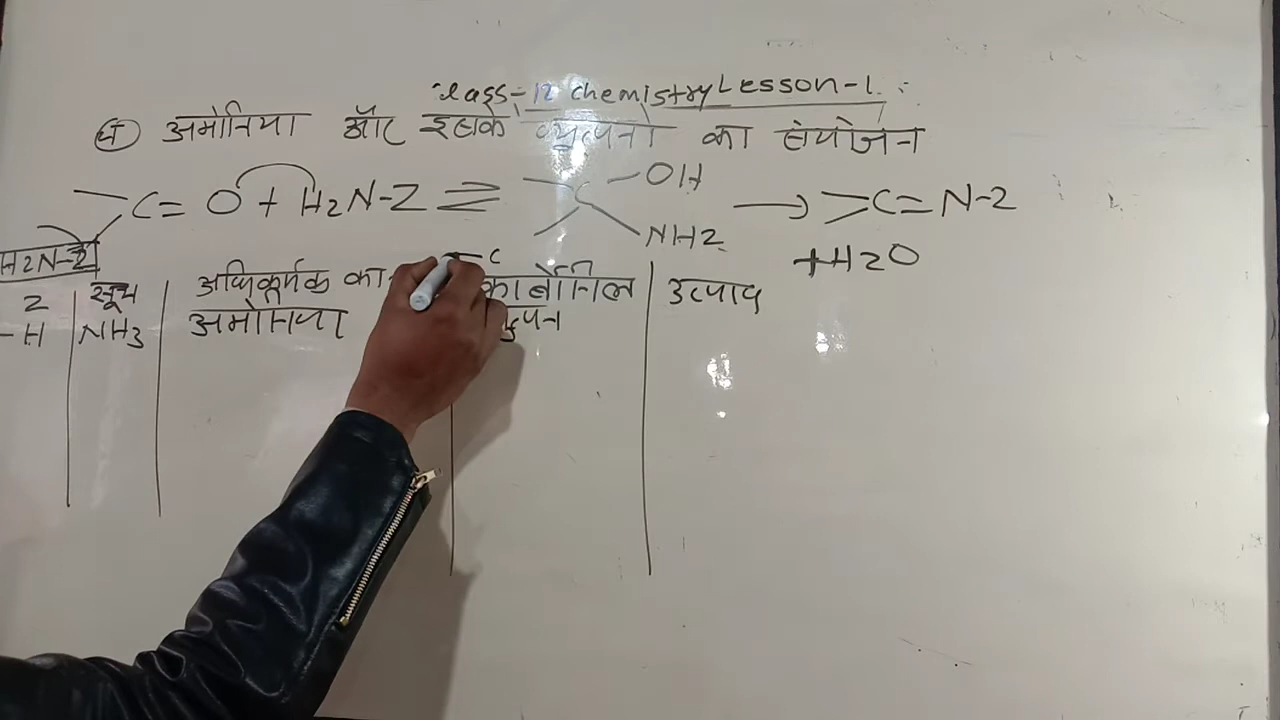 class-12 chemistry Lesson-1.
(घ) अमोनिया और इसके व्युत्पन्नो का संयोजन
C=O+H2N-Z ⇌ C OH NH2 → >C=N-Z
+H2O
H2N-Z
Z सूत्र अभिकर्मक का कार्बोनिल उत्पाद
-H NH3 अमोनिया